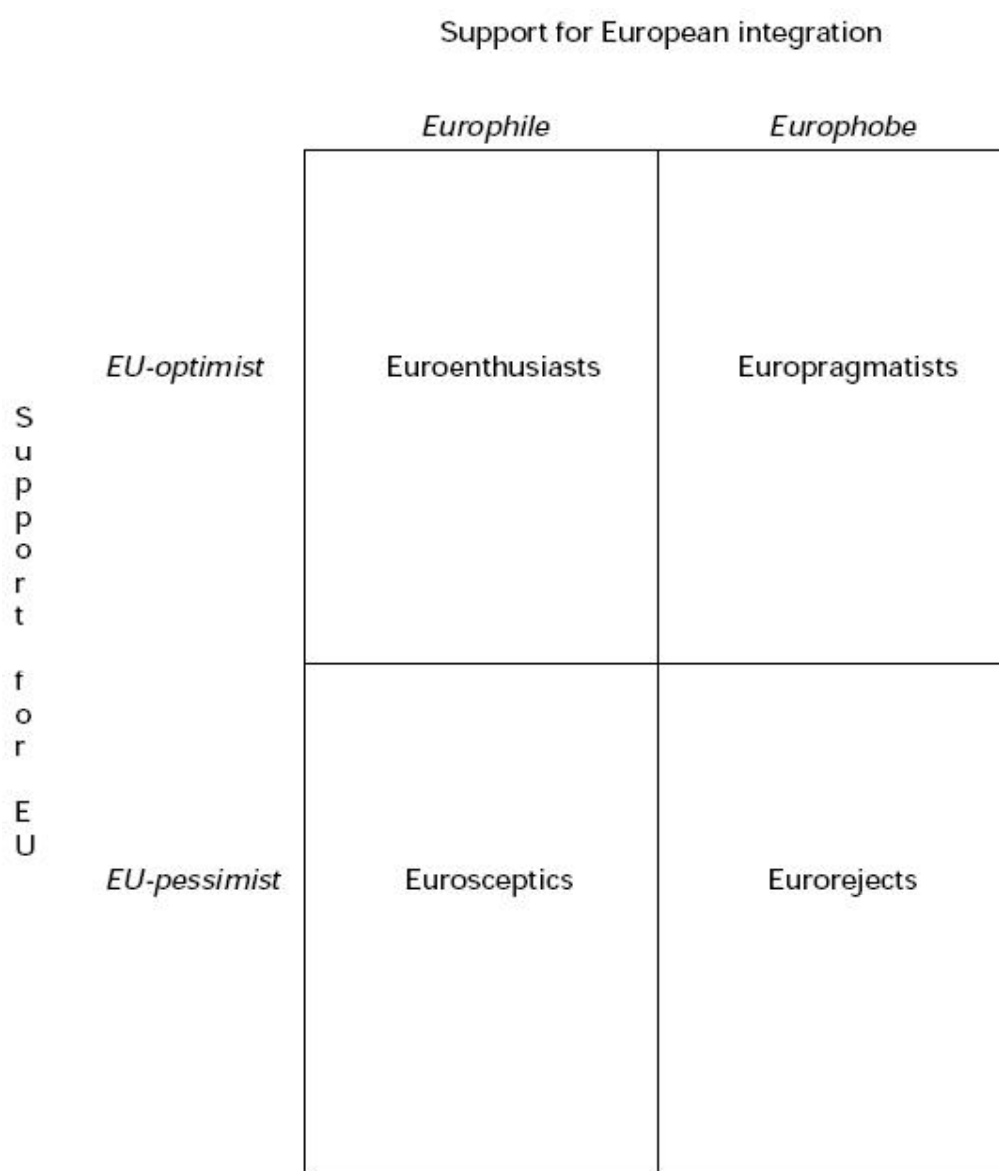 Support for European integration
Europhile Europhobe
EU-optimist Euroenthusiasts Europragmatists
Support for EU
EU-pessimist Eurosceptics Eurorejects